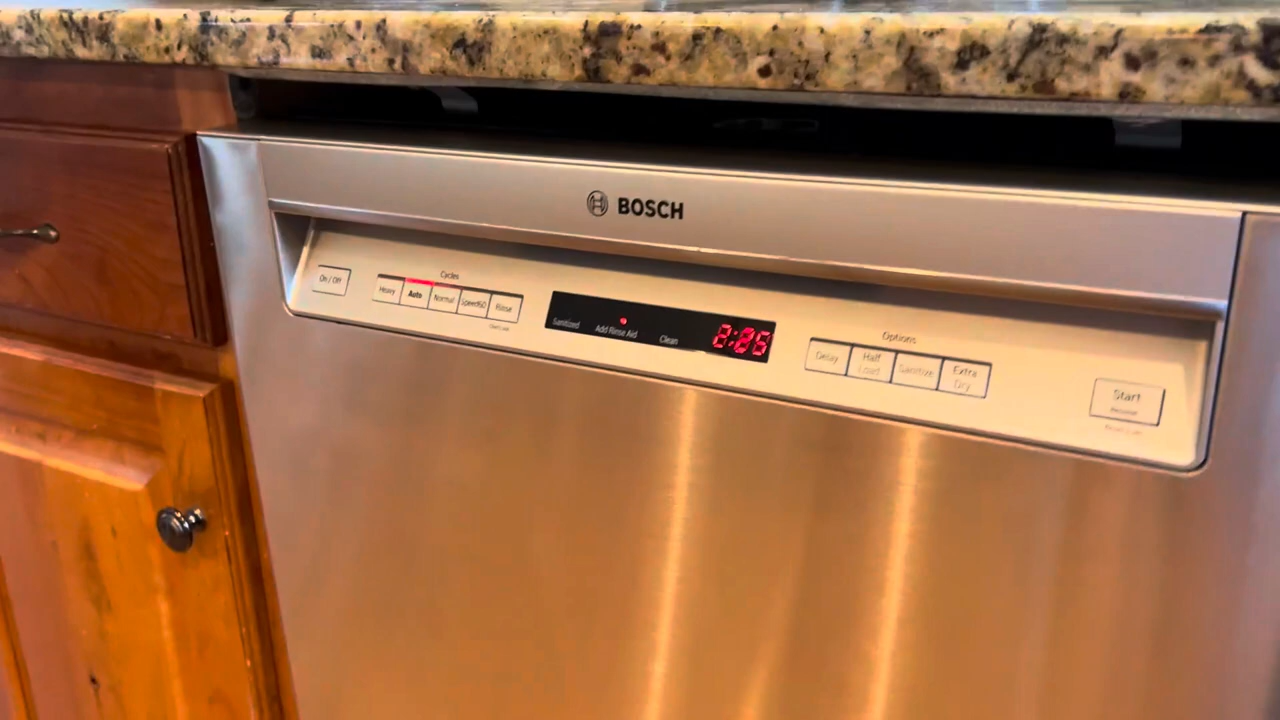 BOSCH
On / Off
Cycles
Heavy
Auto
Normal
Speed60
Rinse
Sanitized
Add Rinse Aid
Clean
2:26
Options
Delay
Half
Load
Sanitize
Extra
Dry
Start